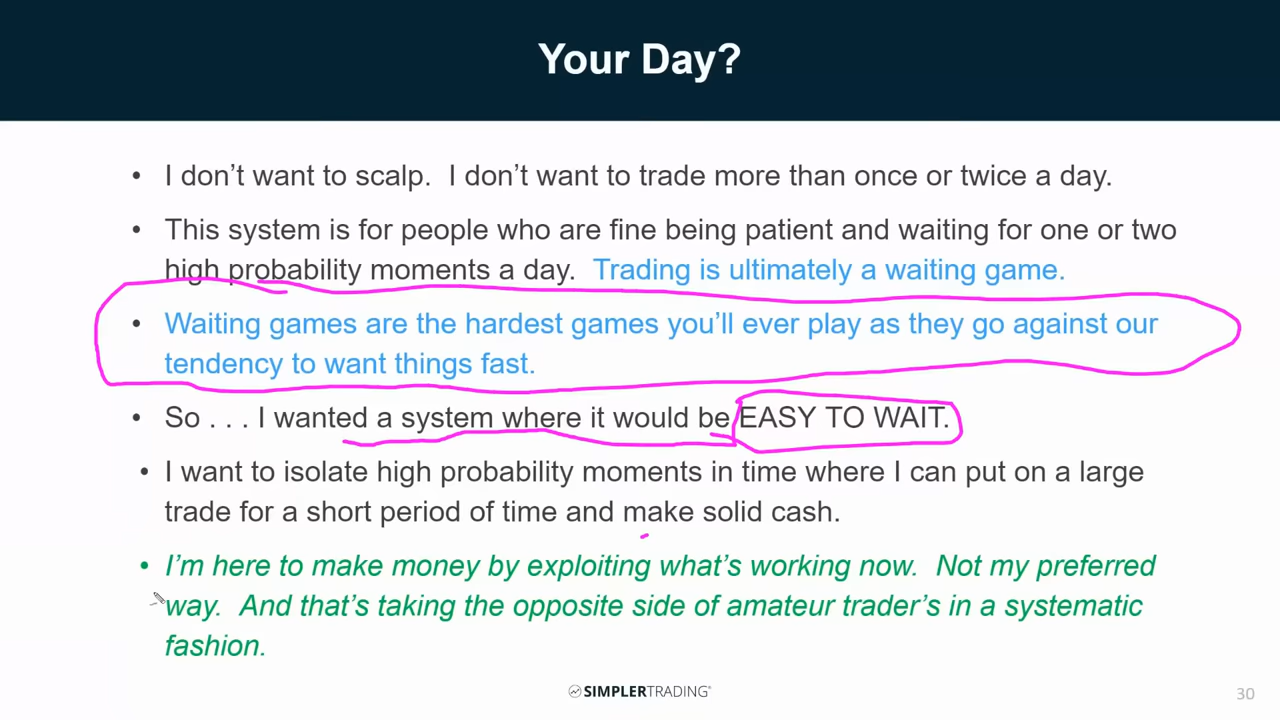 Your Day?
• I don’t want to scalp.  I don’t want to trade more than once or twice a day.
• This system is for people who are fine being patient and waiting for one or two
high probability moments a day.  Trading is ultimately a waiting game.
• Waiting games are the hardest games you’ll ever play as they go against our
tendency to want things fast.
• So . . . I wanted a system where it would be EASY TO WAIT.
• I want to isolate high probability moments in time where I can put on a large
trade for a short period of time and make solid cash.
• I’m here to make money by exploiting what’s working now.  Not my preferred
way.  And that’s taking the opposite side of amateur trader’s in a systematic
fashion.
SIMPLERTRADING®
30